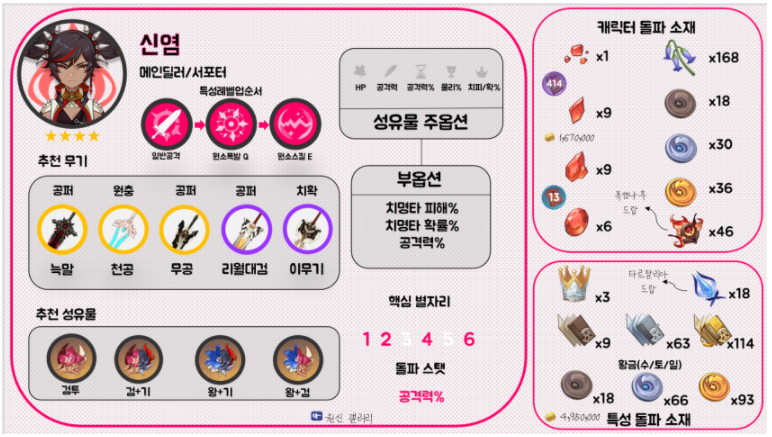 신염
메인딜러/서포터
특성레벨업순서
일반공격
원소폭발 Q
원소스킬 E
추천 무기
공퍼
원충
공퍼
공퍼
치확
늑말
천공
무공
리월대검
이무기
추천 성유물
검투
검+기
왕+기
왕+검
HP
공격력
공격력%
물리%
치피/확%
성유물 주옵션
부옵션
치명타 피해%
치명타 확률%
공격력%
핵심 별자리
1 2 3 4 5 6
돌파 스탯
공격력%
원신 갤러리
캐릭터 돌파 소재
x1
x168
414
x9
x18
1,670,000
x30
x9
x36
13
드랍
x6
x46
x3
타르탈리아
드랍
x18
x9
x63
x114
황금(수/토/일)
x18
x66
x93
4,950,000
특성 돌파 소재